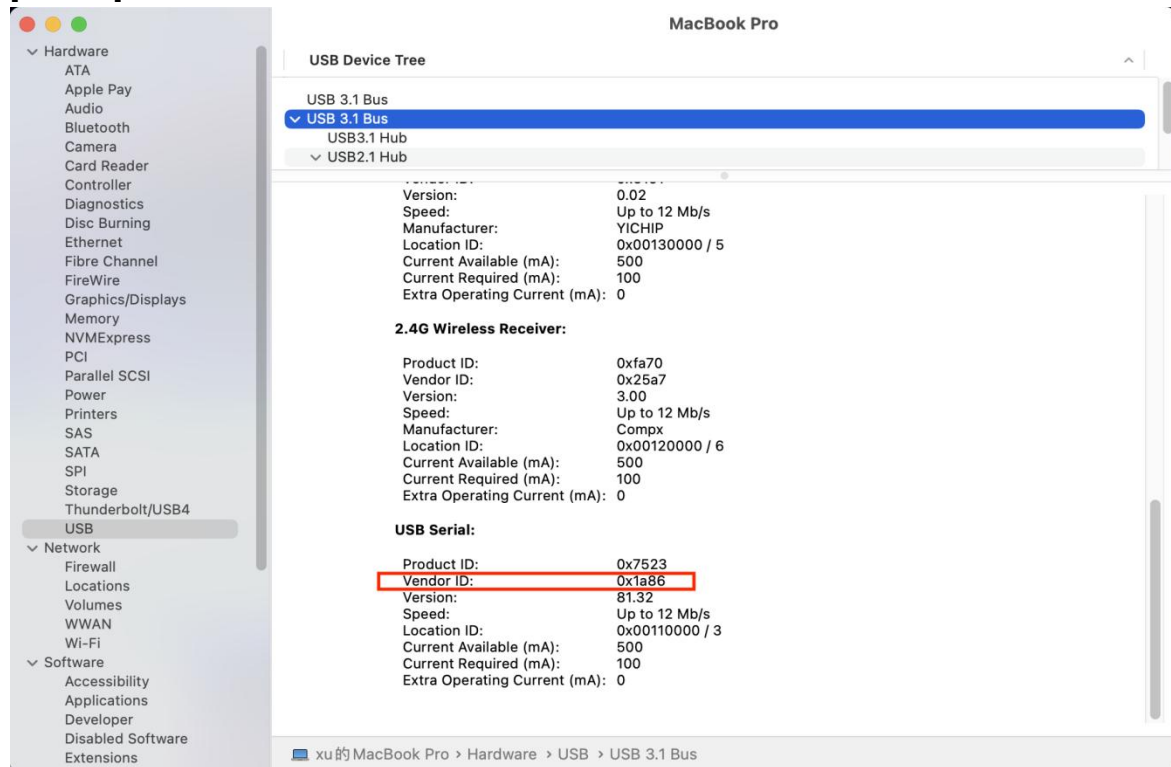 MacBook Pro
Hardware
ATA
Apple Pay
Audio
Bluetooth
Camera
Card Reader
Controller
Diagnostics
Disc Burning
Ethernet
Fibre Channel
FireWire
Graphics/Displays
Memory
NVMExpress
PCI
Parallel SCSI
Power
Printers
SAS
SATA
SPI
Storage
Thunderbolt/USB4
USB
Network
Firewall
Locations
Volumes
WWAN
Wi-Fi
Software
Accessibility
Applications
Developer
Disabled Software
Extensions
USB Device Tree
USB 3.1 Bus
USB 3.1 Bus
USB3.1 Hub
USB2.1 Hub
Version: 0.02
Speed: Up to 12 Mb/s
Manufacturer: YICHIP
Location ID: 0x00130000 / 5
Current Available (mA): 500
Current Required (mA): 100
Extra Operating Current (mA): 0
2.4G Wireless Receiver:
Product ID: 0xfa70
Vendor ID: 0x25a7
Version: 3.00
Speed: Up to 12 Mb/s
Manufacturer: Compx
Location ID: 0x00120000 / 6
Current Available (mA): 500
Current Required (mA): 100
Extra Operating Current (mA): 0
USB Serial:
Product ID: 0x7523
Vendor ID: 0x1a86
Version: 81.32
Speed: Up to 12 Mb/s
Location ID: 0x00110000 / 3
Current Available (mA): 500
Current Required (mA): 100
Extra Operating Current (mA): 0
xu的MacBook Pro › Hardware › USB › USB 3.1 Bus